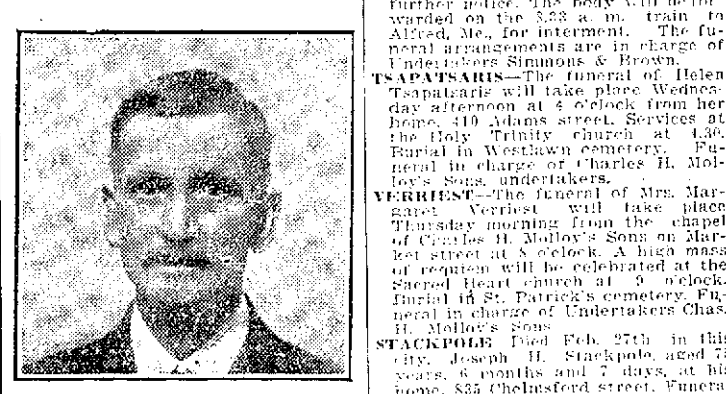 further notice. The body will be for-
warded on the 8.23 a. m. train to
Alfred, Me., for interment. The fu-
neral arrangements are in charge of
Undertakers Simmons & Brown.
TSAPATSARIS—The funeral of Helen
Tsapatsaris will take place Wednes-
day afternoon at 4 o'clock from her
home, 410 Adams street. Services at
the Holy Trinity church at 4.30.
Burial in Westlawn cemetery. Fu-
neral in charge of Charles H. Mol-
loy's Sons, undertakers.
VERRIEST—The funeral of Mrs. Mar-
garet Verriest will take place
Thursday morning from the chapel
of Charles H. Molloy's Sons on Mar-
ket street at 8 o'clock. A high mass
of requiem will be celebrated at the
Sacred Heart church at 9 o'clock.
Burial in St. Patrick's cemetery. Fu-
neral in charge of Undertakers Chas.
H. Molloy's Sons
STACKPOLE Died Feb. 27th in this
city, Joseph H. Stackpole, aged
years, 6 months and 7 days, at his
home, 835 Chelmsford street. Funeral